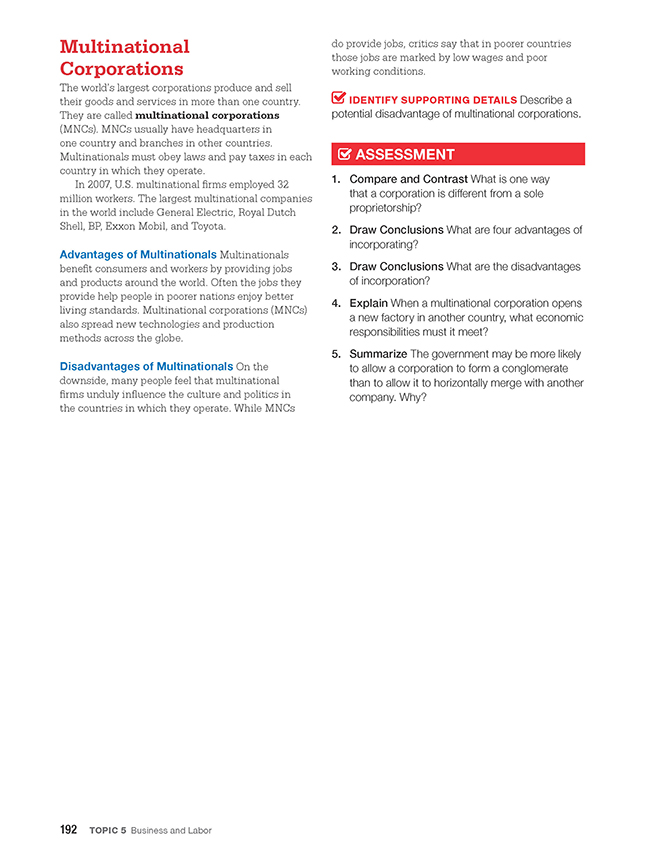 Multinational
Corporations
The world's largest corporations produce and sell
their goods and services in more than one country.
They are called multinational corporations
(MNCs). MNCs usually have headquarters in
one country and branches in other countries.
Multinationals must obey laws and pay taxes in each
country in which they operate.
In 2007, U.S. multinational firms employed 32
million workers. The largest multinational companies
in the world include General Electric, Royal Dutch
Shell, BP, Exxon Mobil, and Toyota.
Advantages of Multinationals Multinationals
benefit consumers and workers by providing jobs
and products around the world. Often the jobs they
provide help people in poorer nations enjoy better
living standards. Multinational corporations (MNCs)
also spread new technologies and production
methods across the globe.
Disadvantages of Multinationals On the
downside, many people feel that multinational
firms unduly influence the culture and politics in
the countries in which they operate. While MNCs
do provide jobs, critics say that in poorer countries
those jobs are marked by low wages and poor
working conditions.
IDENTIFY SUPPORTING DETAILS Describe a
potential disadvantage of multinational corporations.
ASSESSMENT
1. Compare and Contrast What is one way
that a corporation is different from a sole
proprietorship?
2. Draw Conclusions What are four advantages of
incorporating?
3. Draw Conclusions What are the disadvantages
of incorporation?
4. Explain When a multinational corporation opens
a new factory in another country, what economic
responsibilities must it meet?
5. Summarize The government may be more likely
to allow a corporation to form a conglomerate
than to allow it to horizontally merge with another
company. Why?
192 TOPIC 5 Business and Labor